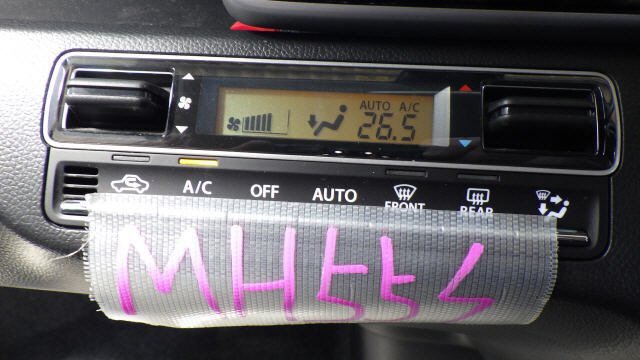 AUTO A/C
26.5
A/C OFF AUTO FRONT REAR
MH55S